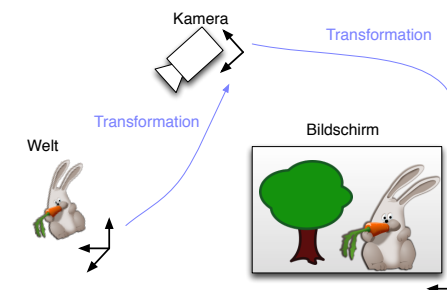 Kamera
Transformation
Transformation
Bildschirm
Welt